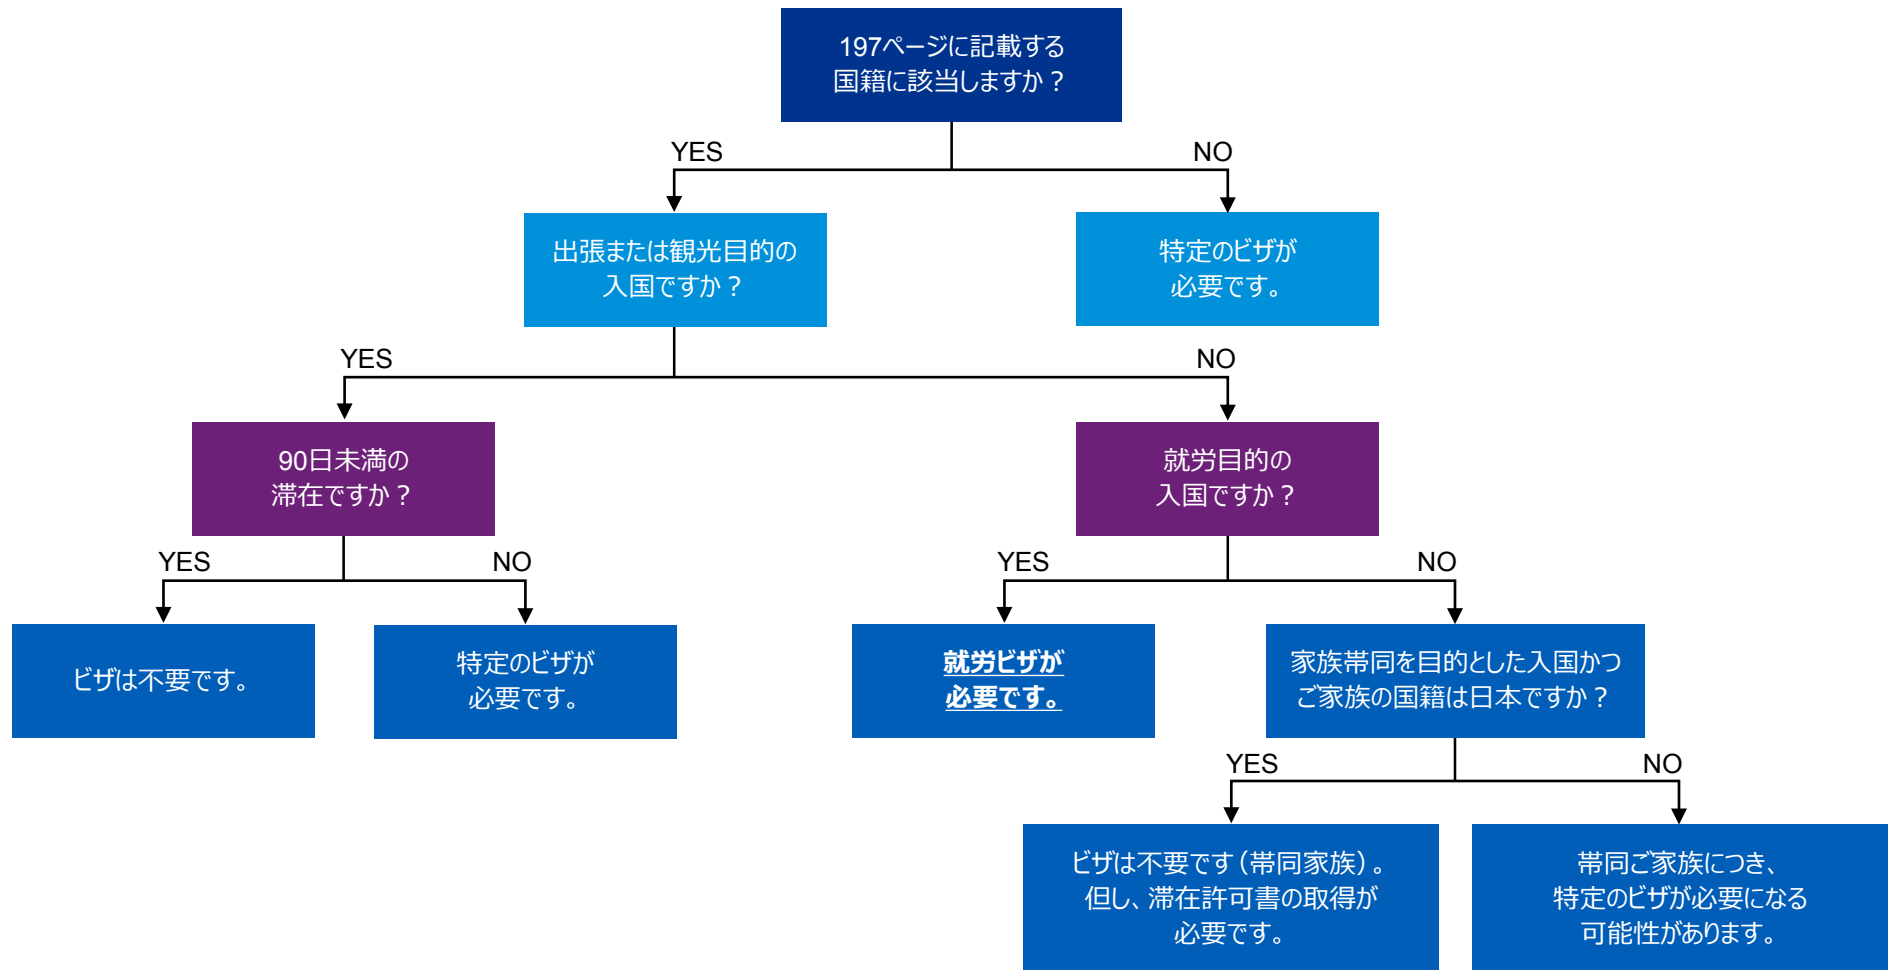 197ページに記載する
国籍に該当しますか？
YES
NO
出張または観光目的の
入国ですか？
特定のビザが
必要です。
YES
NO
90日未満の
滞在ですか？
就労目的の
入国ですか？
YES
NO
YES
NO
ビザは不要です。
特定のビザが
必要です。
就労ビザが
必要です。
家族帯同を目的とした入国かつ
ご家族の国籍は日本ですか？
YES
NO
ビザは不要です（帯同家族）。
但し、滞在許可書の取得が
必要です。
帯同ご家族につき、
特定のビザが必要になる
可能性があります。